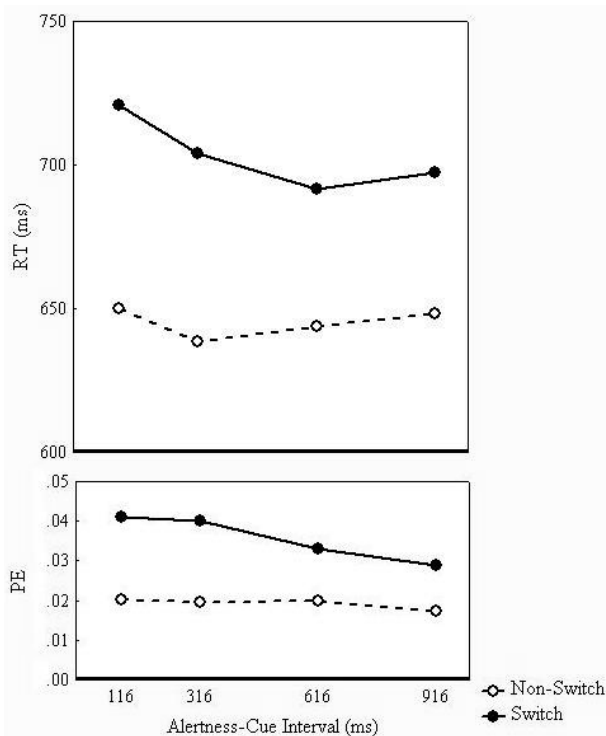 750
700
RT (ms)
650
600
.05
.04
.03
PE
.02
.01
.00
116 316 616 916
Alertness-Cue Interval (ms)
Non-Switch
Switch